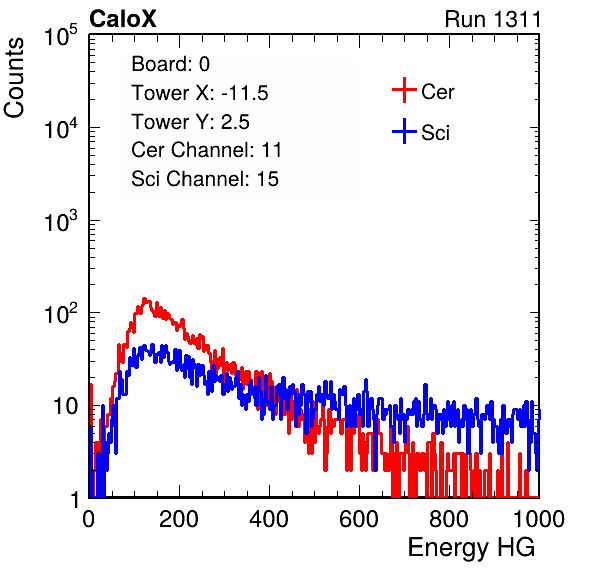 CaloX Run 1311
Counts
10^5
10^4
10^3
10^2
10
1
Board: 0
Tower X: -11.5
Tower Y: 2.5
Cer Channel: 11
Sci Channel: 15
Cer
Sci
0 200 400 600 800 1000
Energy HG